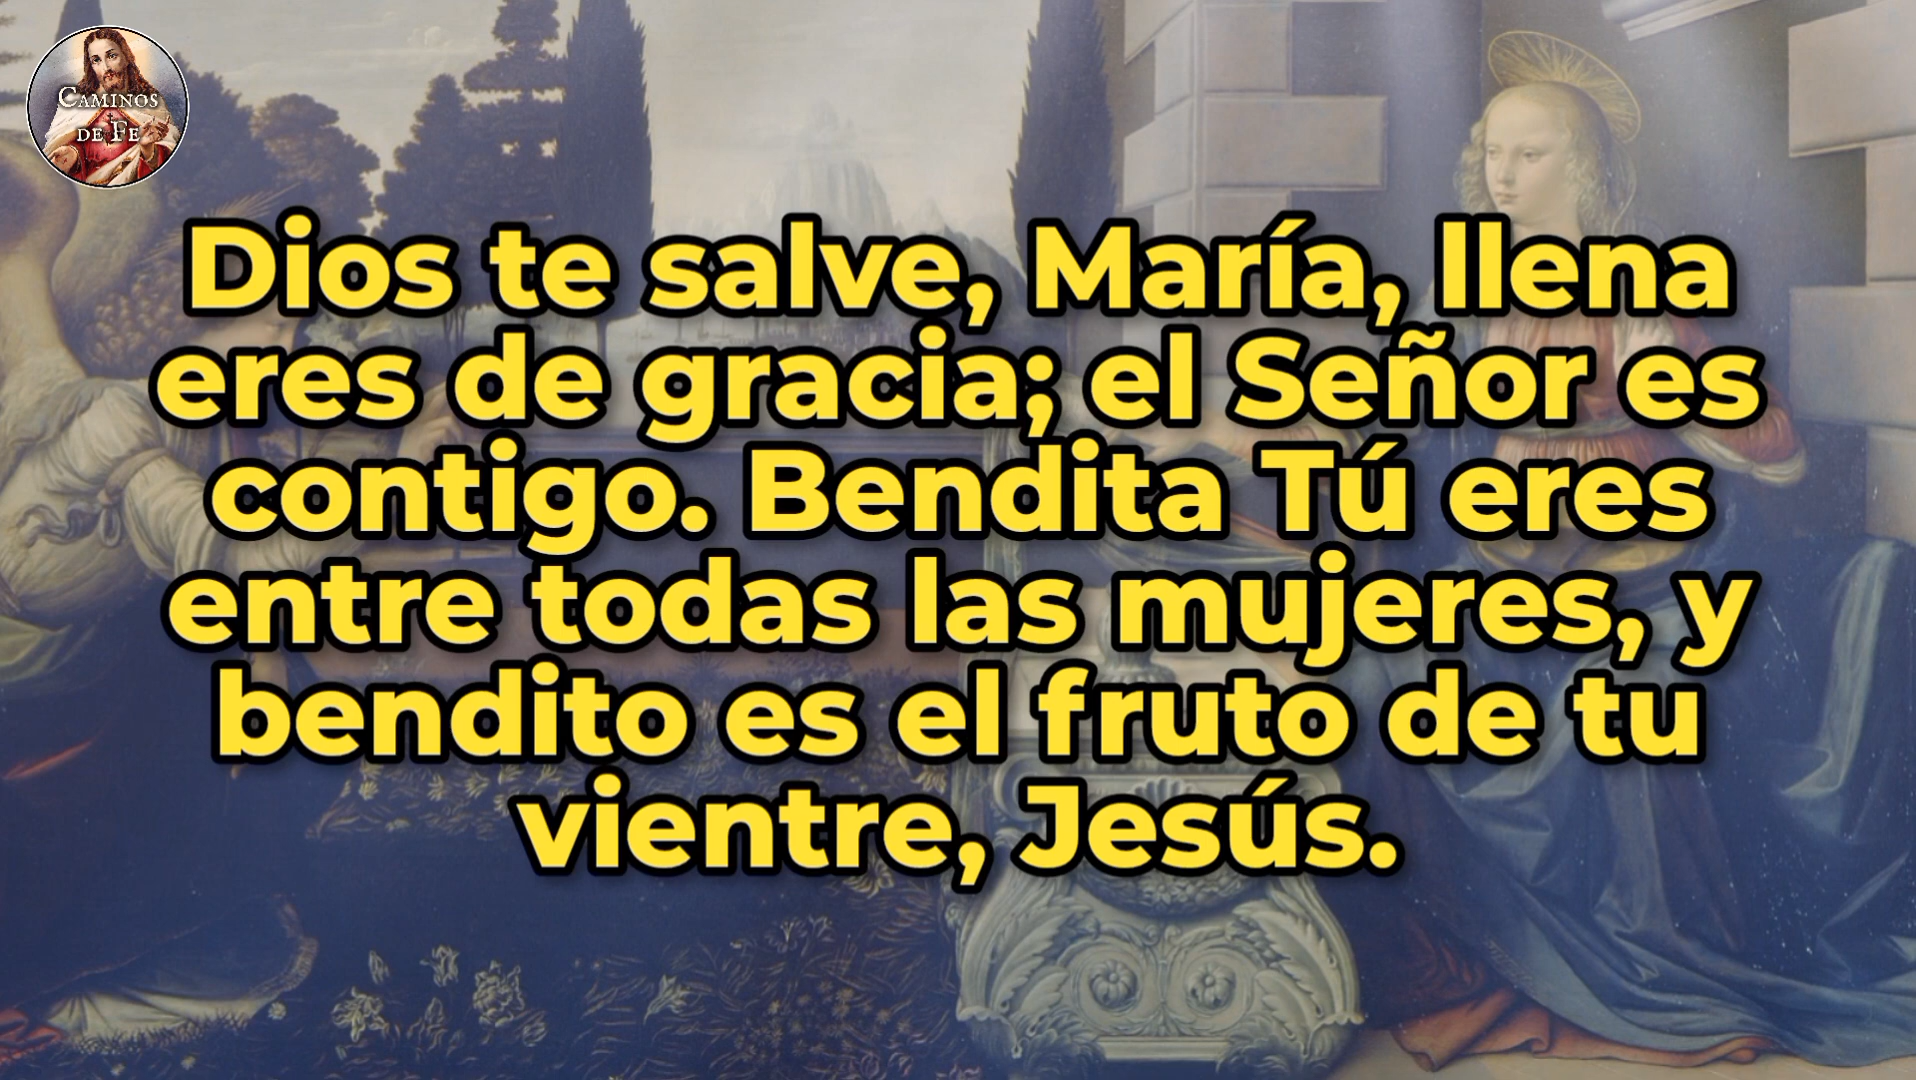 CAMINOS
DE FE
Dios te salve, María, llena
eres de gracia; el Señor es
contigo. Bendita Tú eres
entre todas las mujeres, y
bendito es el fruto de tu
vientre, Jesús.